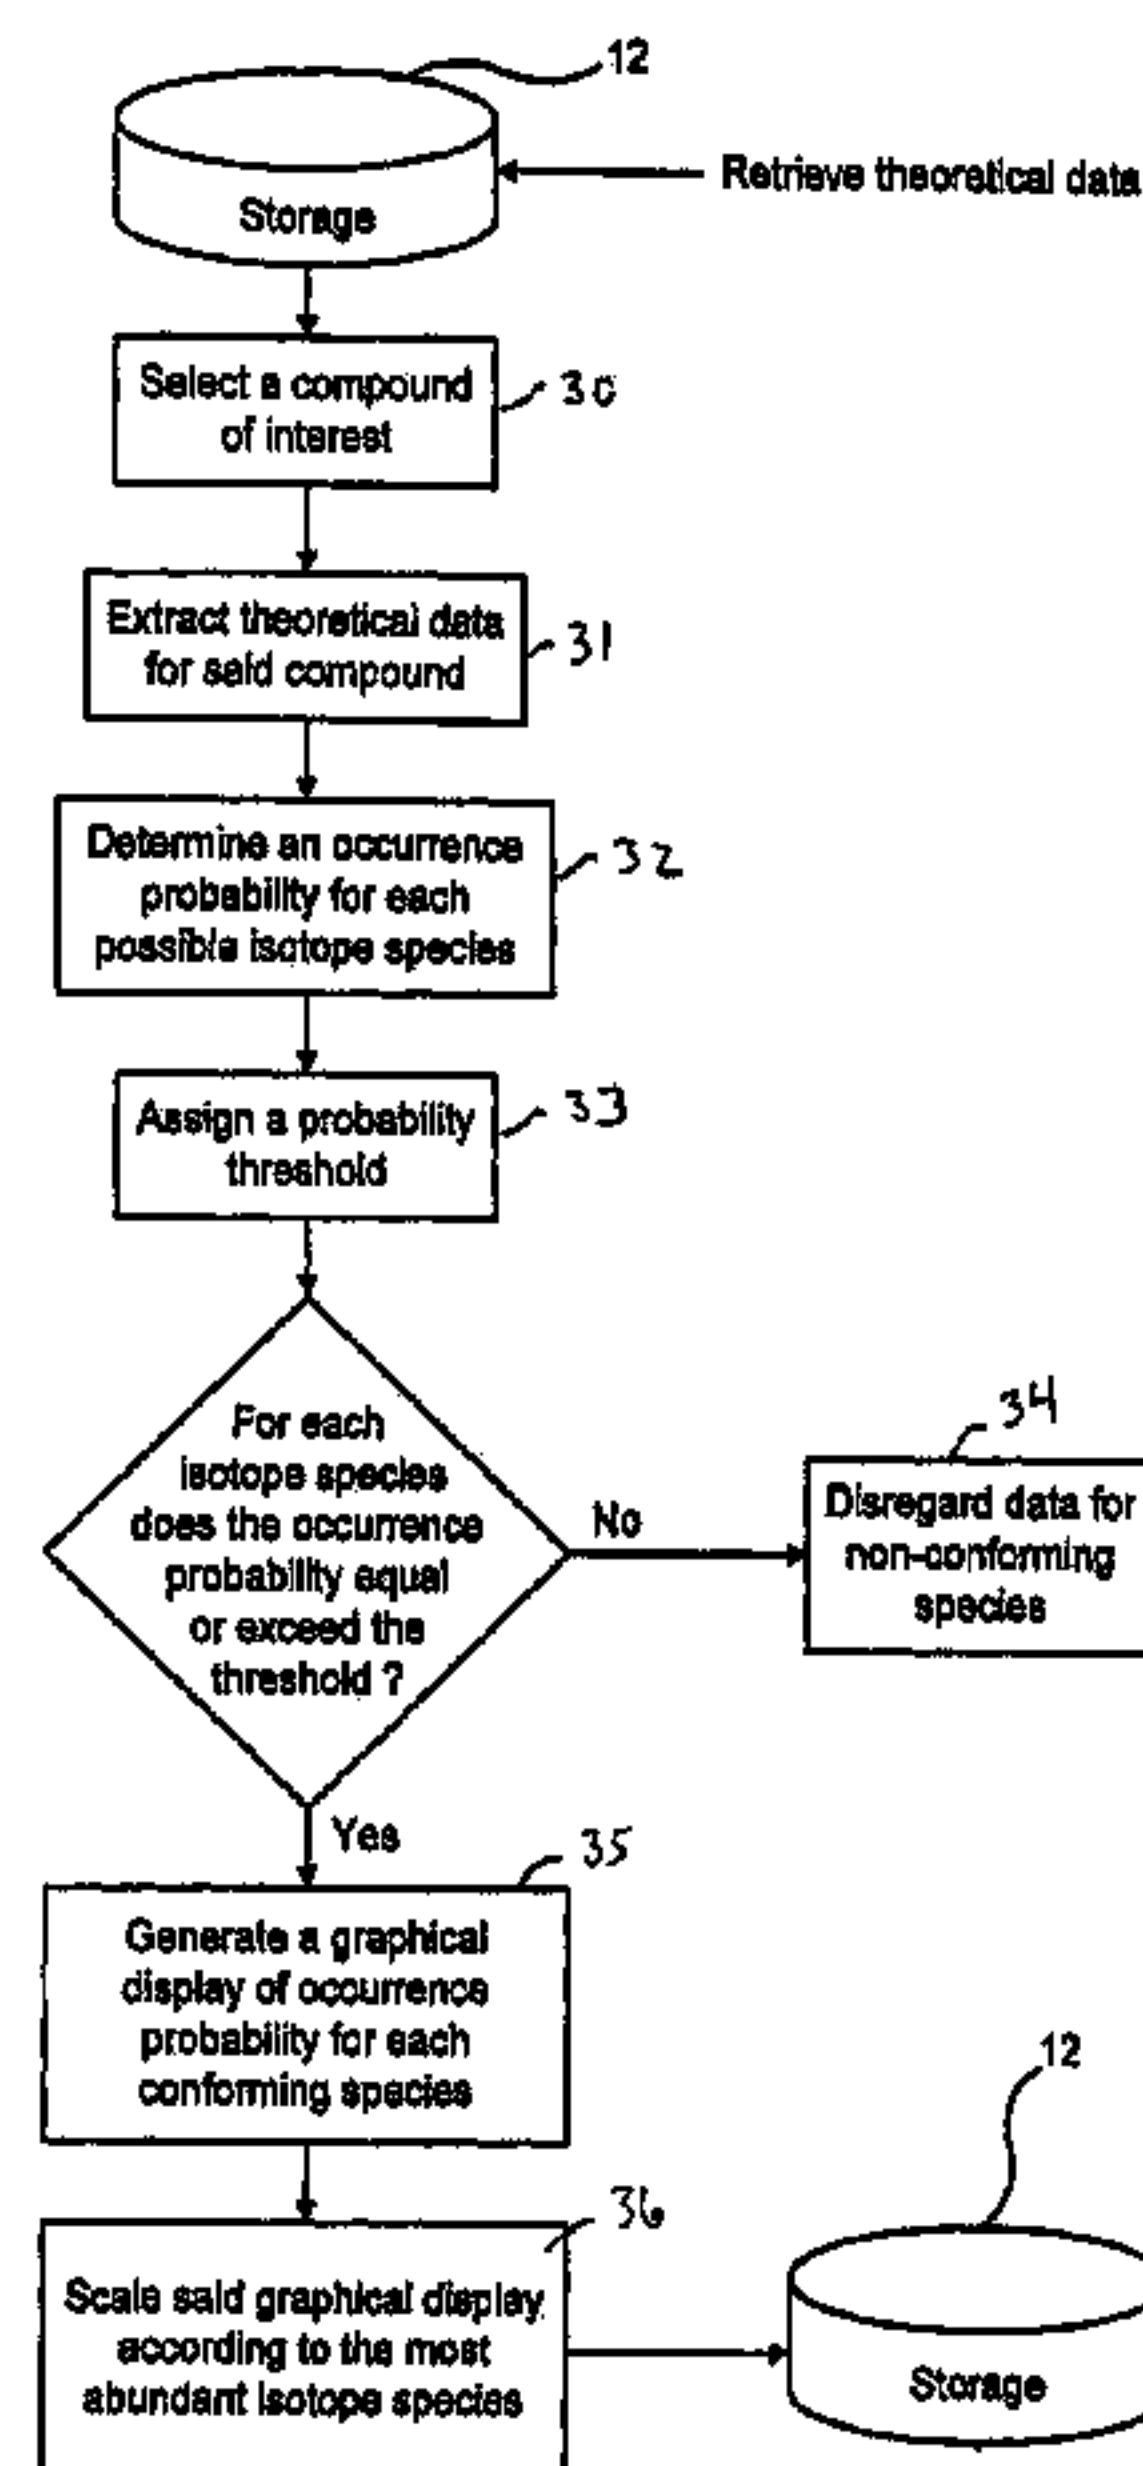 12
Retrieve theoretical data
Storage
Select a compound
of interest
30
Extract theoretical data
for said compound
31
Determine an occurrence
probability for each
possible isotope species
32
Assign a probability
threshold
33
For each
isotope species
does the occurrence
probability equal
or exceed the
threshold ?
No
34
Disregard data for
non-conforming
species
Yes
35
Generate a graphical
display of occurrence
probability for each
conforming species
36
Scale said graphical display
according to the most
abundant isotope species
12
Storage